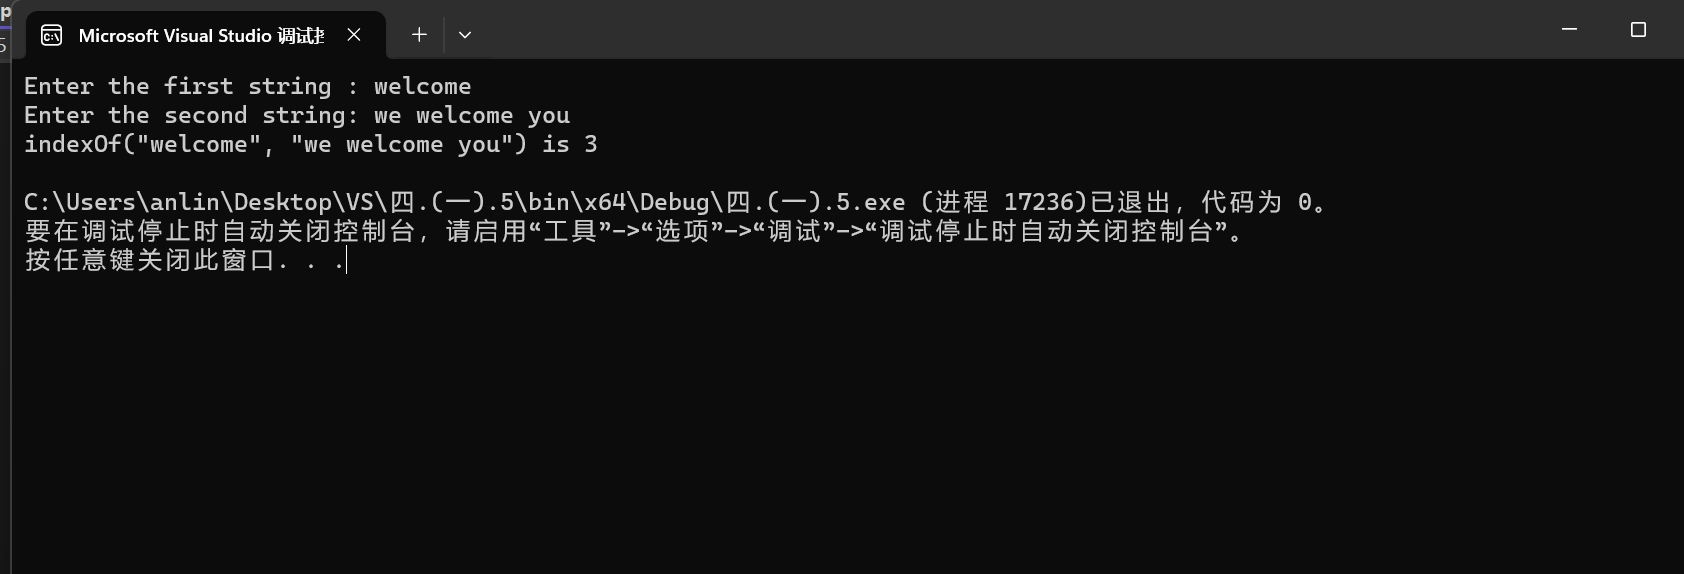 Microsoft Visual Studio 调试
Enter the first string : welcome
Enter the second string: we welcome you
indexOf("welcome", "we welcome you") is 3
C:\Users\anlin\Desktop\VS\四.(一).5\bin\x64\Debug\四.(一).5.exe (进程 17236)已退出，代码为 0。
要在调试停止时自动关闭控制台，请启用“工具”->“选项”->“调试”->“调试停止时自动关闭控制台”。
按任意键关闭此窗口. . .